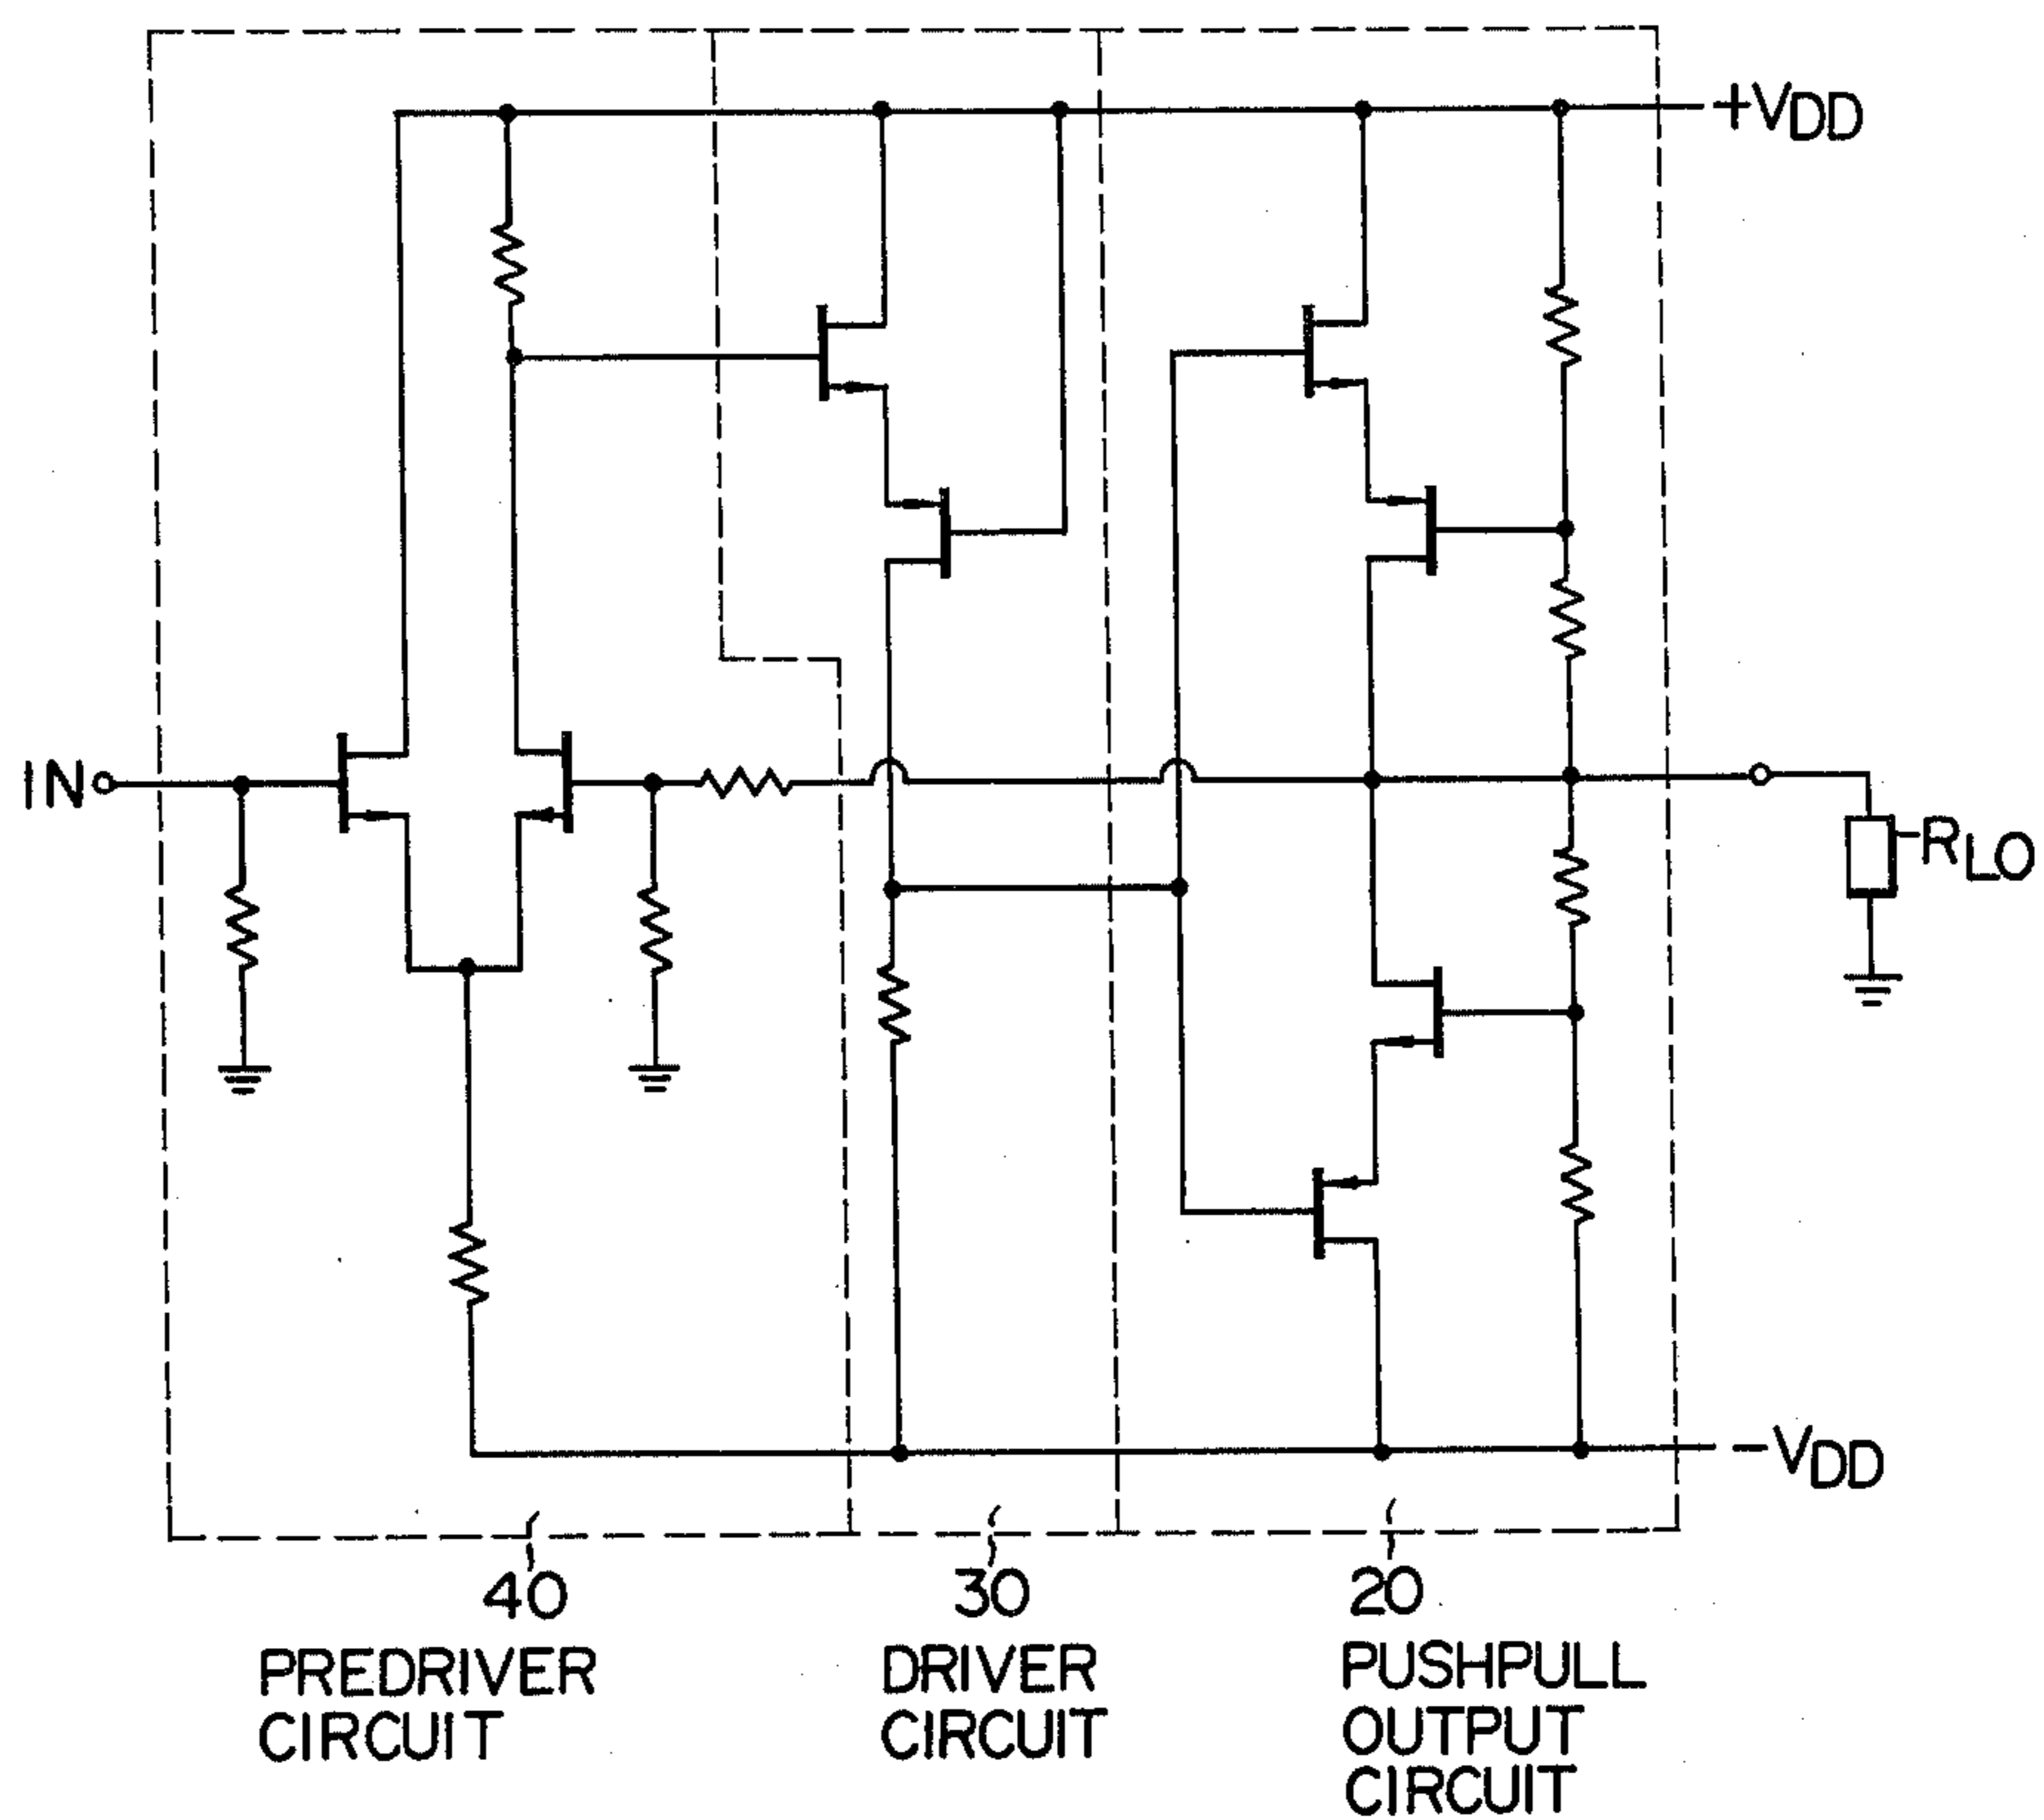 +VDD
IN
RLO
-VDD
40
PREDRIVER
CIRCUIT
30
DRIVER
CIRCUIT
20
PUSHPULL
OUTPUT
CIRCUIT